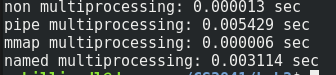 non multiprocessing: 0.000013 sec
pipe multiprocessing: 0.005429 sec
mmap multiprocessing: 0.000006 sec
named multiprocessing: 0.003114 sec